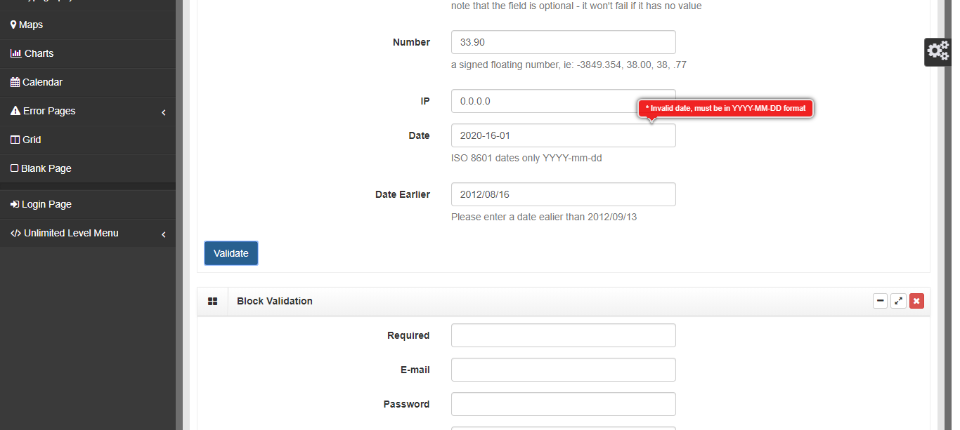 note that the field is optional - it won't fail if it has no value
Maps
Charts
Calendar
Error Pages
Grid
Blank Page
Login Page
</> Unlimited Level Menu
Number
33.90
a signed floating number, ie: -3849.354, 38.00, 38, .77
IP
0.0.0.0
* Invalid date, must be in YYYY-MM-DD format
Date
2020-16-01
ISO 8601 dates only YYYY-mm-dd
Date Earlier
2012/08/16
Please enter a date ealier than 2012/09/13
Validate
Block Validation
Required
E-mail
Password